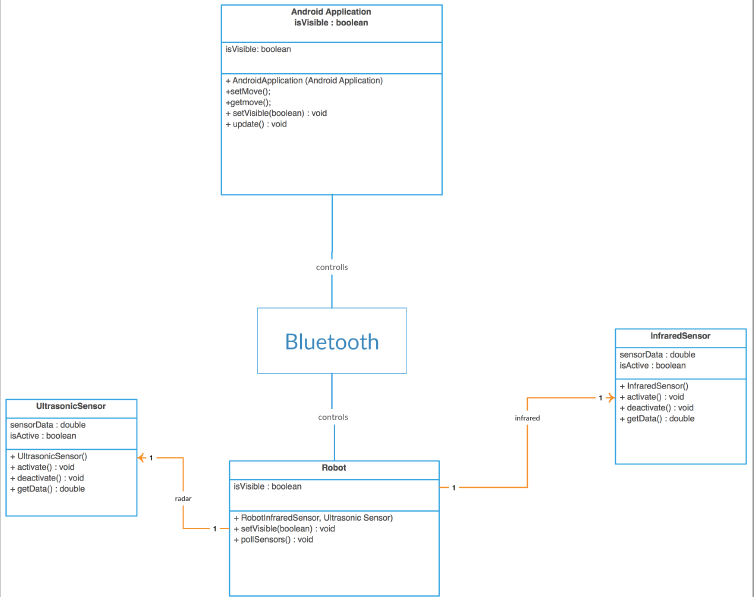 Android Application
isVisible : boolean
isVisible: boolean
+ AndroidApplication (Android Application)
+setMove();
+getmove();
+ setVisible(boolean) : void
+ update() : void
controlls
Bluetooth
controls
InfraredSensor
sensorData : double
isActive : boolean
+ InfraredSensor()
+ activate() : void
+ deactivate() : void
+ getData() : double
1
infrared
1
UltrasonicSensor
sensorData : double
isActive : boolean
+ UltrasonicSensor()
+ activate() : void
+ deactivate() : void
+ getData() : double
1
radar
1
Robot
isVisible : boolean
+ RobotInfraredSensor, Ultrasonic Sensor)
+ setVisible(boolean) : void
+ pollSensors() : void